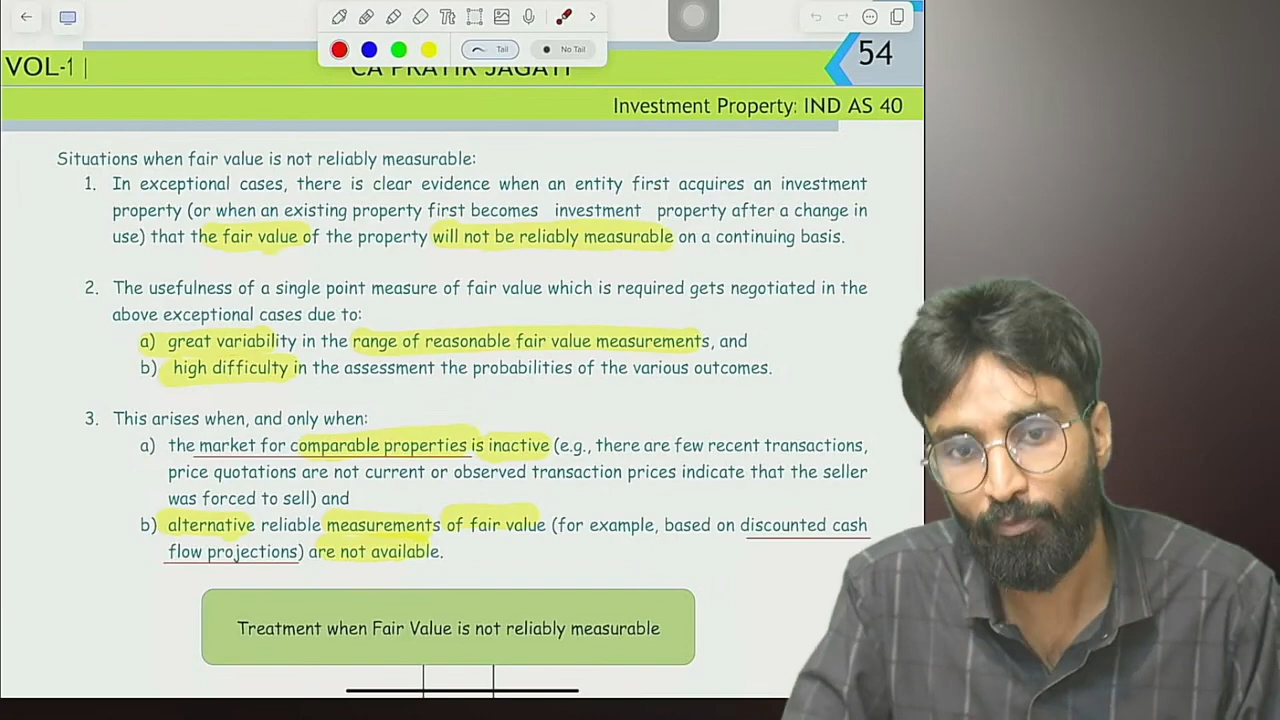 Tail
No Tail
VOL-1 |
CA PRATIK JAGATI
54
Investment Property: IND AS 40
Situations when fair value is not reliably measurable:
1. In exceptional cases, there is clear evidence when an entity first acquires an investment
property (or when an existing property first becomes investment property after a change in
use) that the fair value of the property will not be reliably measurable on a continuing basis.
2. The usefulness of a single point measure of fair value which is required gets negotiated in the
above exceptional cases due to:
a) great variability in the range of reasonable fair value measurements, and
b) high difficulty in the assessment the probabilities of the various outcomes.
3. This arises when, and only when:
a) the market for comparable properties is inactive (e.g., there are few recent transactions,
price quotations are not current or observed transaction prices indicate that the seller
was forced to sell) and
b) alternative reliable measurements of fair value (for example, based on discounted cash
flow projections) are not available.
Treatment when Fair Value is not reliably measurable